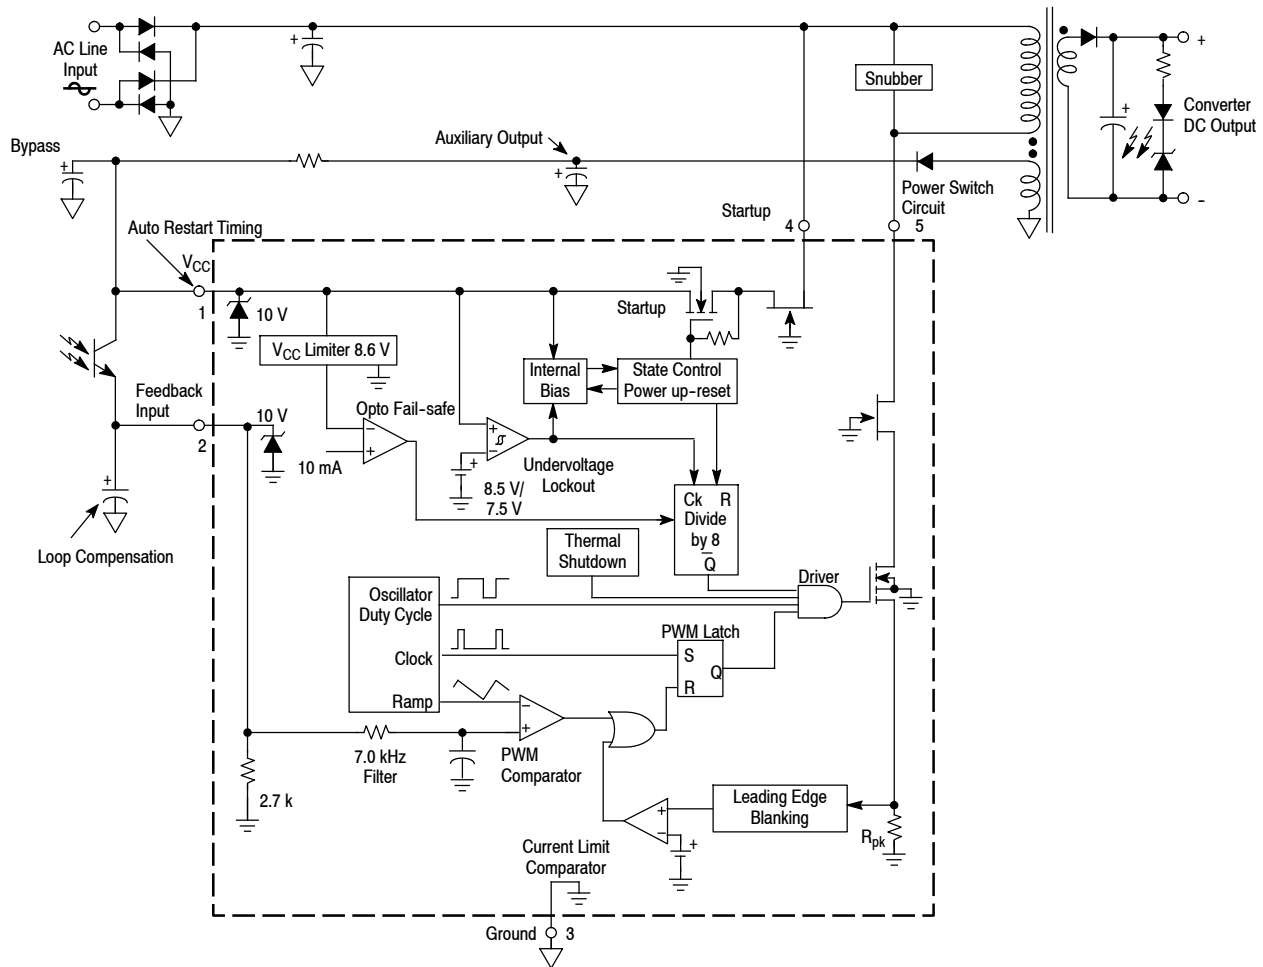 AC Line
Input
+
Snubber
+
+
Converter
DC Output
-
Bypass
+
Auxiliary Output
+
Power Switch
Circuit
Startup
4
5
Auto Restart Timing
VCC
1
10 V
Startup
VCC Limiter 8.6 V
Internal
Bias
State Control
Power up-reset
Feedback
Input
2
10 V
Opto Fail-safe
-
+
10 mA
+
-
+
Undervoltage
Lockout
8.5 V/
7.5 V
Ck R
Divide
by 8
Q
+
Loop Compensation
Thermal
Shutdown
Driver
Oscillator
Duty Cycle
Clock
Ramp
PWM Latch
S
Q
R
-
+
PWM
Comparator
7.0 kHz
Filter
2.7 k
Leading Edge
Blanking
+
-
+
Rpk
Current Limit
Comparator
Ground 3